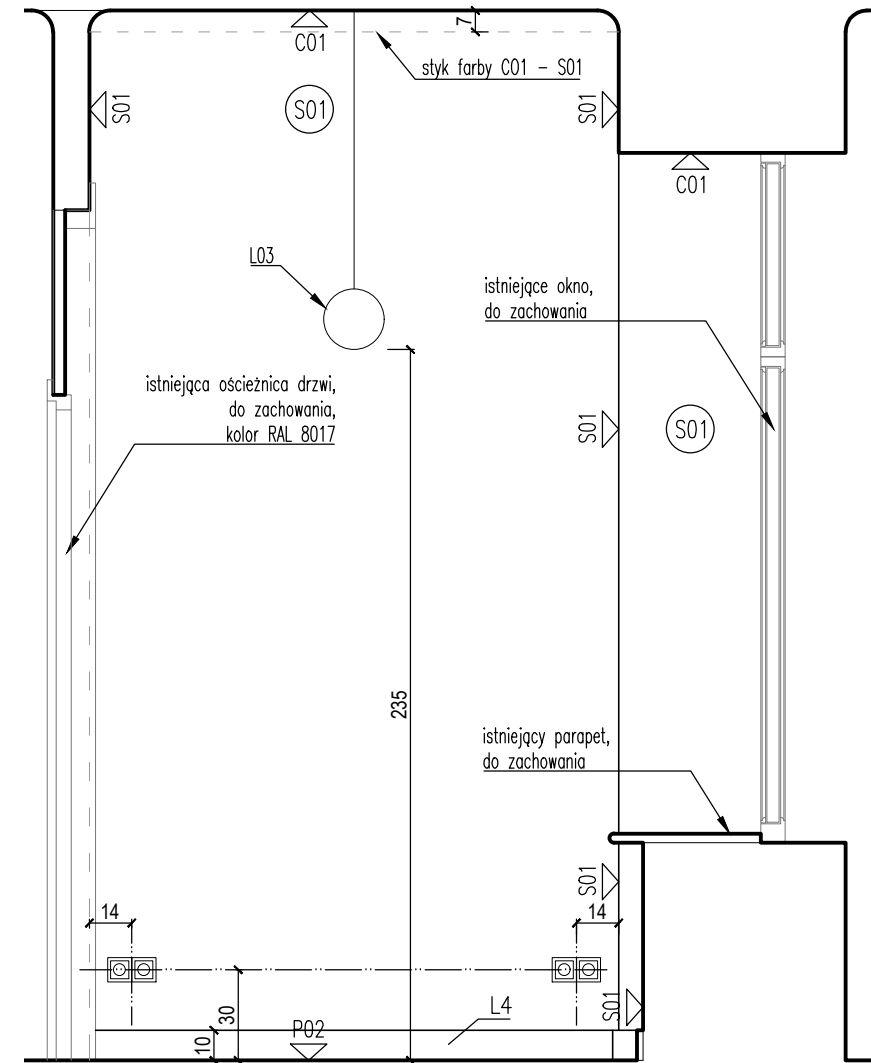 7
C01
styk farby C01 – S01
S01
S01
S01
C01
L03
istniejące okno,
do zachowania
istniejąca ościeżnica drzwi,
do zachowania,
kolor RAL 8017
S01
S01
235
istniejący parapet,
do zachowania
S01
14
14
30
S01
L4
P02
10